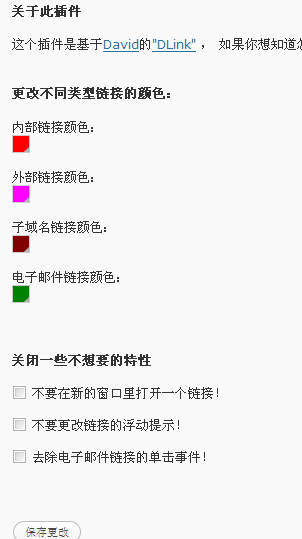 关于此插件
这个插件是基于David的"DLink" ， 如果你想知道
更改不同类型链接的颜色：
内部链接颜色：
外部链接颜色：
子域名链接颜色：
电子邮件链接颜色：
关闭一些不想要的特性
不要在新的窗口里打开一个链接！
不要更改链接的浮动提示！
去除电子邮件链接的单击事件！
保存更改